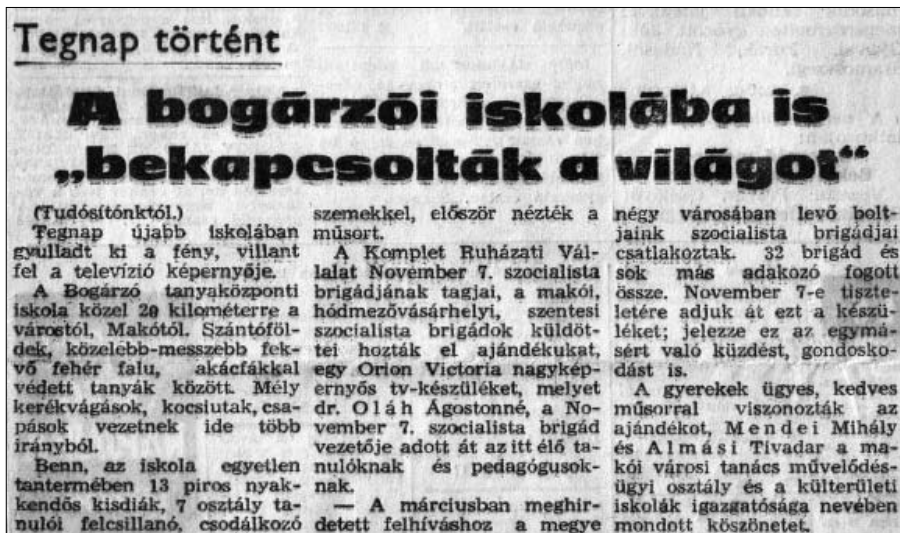 Tegnap történt
A bogárzói iskolába is
„bekapcsolták a világot“
(Tudósítónktól.)
Tegnap újabb iskolában
gyulladt ki a fény, villant
fel a televízió képernyője.
A Bogárzó tanyaközponti
iskola közel 20 kilométerre a
várostól, Makótól. Szántóföl-
dek, közelebb-messzebb fek-
vő fehér falu, akácfákkal
védett tanyák között. Mély
kerékvágások, kocsiutak, csa-
pások vezetnek ide több
irányból.
Benn, az iskola egyetlen
tantermében 13 piros nyak-
kendős kisdiák, 7 osztály ta-
nulói felcsillanó, csodálkozó
szemekkel, először nézték a
műsort.
A Komplet Ruházati Vál-
lalat November 7. szocialista
brigádjának tagjai, a makói,
hódmezővásárhelyi, szentesi
szocialista brigádok küldöt-
tei hozták el ajándékukat,
egy Orion Victoria nagykép-
ernyős tv-készüléket, melyet
dr. Oláh Ágostonné, a No-
vember 7. szocialista brigád
vezetője adott át az itt élő ta-
nulóknak és pedagógusok-
nak.
— A márciusban meghir-
detett felhíváshoz a megye
négy városában levő bolt-
jaink szocialista brigádjai
csatlakoztak. 32 brigád és
sok más adakozó fogott
össze. November 7-e tiszte-
letére adjuk át ezt a készü-
léket; jelezze ez az egymá-
sért való küzdést, gondosko-
dást is.
A gyerekek ügyes, kedves
műsorral viszonozták az
ajándékot, Mendei Mihály
és Almási Tivadar a ma-
kói városi tanács művelődés-
ügyi osztály és a külterületi
iskolák igazgatósága nevében
mondott köszönetet.